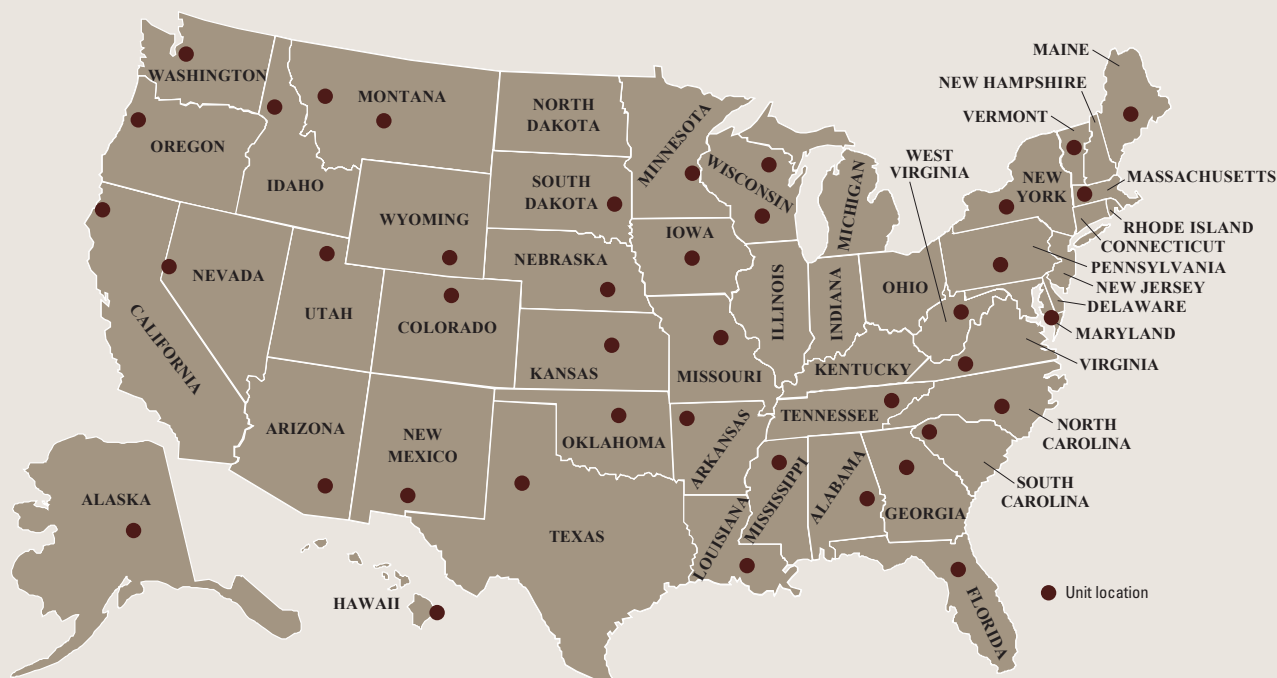 WASHINGTON
MONTANA
NORTH
DAKOTA
MINNESOTA
OREGON
IDAHO
WYOMING
SOUTH
DAKOTA
WISCONSIN
MICHIGAN
MAINE
NEW HAMPSHIRE
VERMONT
WEST
VIRGINIA
NEW
YORK
MASSACHUSETTS
RHODE ISLAND
CONNECTICUT
PENNSYLVANIA
NEW JERSEY
DELAWARE
MARYLAND
VIRGINIA
NEVADA
UTAH
COLORADO
NEBRASKA
IOWA
ILLINOIS
INDIANA
OHIO
CALIFORNIA
KANSAS
MISSOURI
KENTUCKY
ARIZONA
NEW
MEXICO
OKLAHOMA
ARKANSAS
TENNESSEE
NORTH
CAROLINA
SOUTH
CAROLINA
ALASKA
HAWAII
TEXAS
LOUISIANA
MISSISSIPPI
ALABAMA
GEORGIA
FLORIDA
Unit location